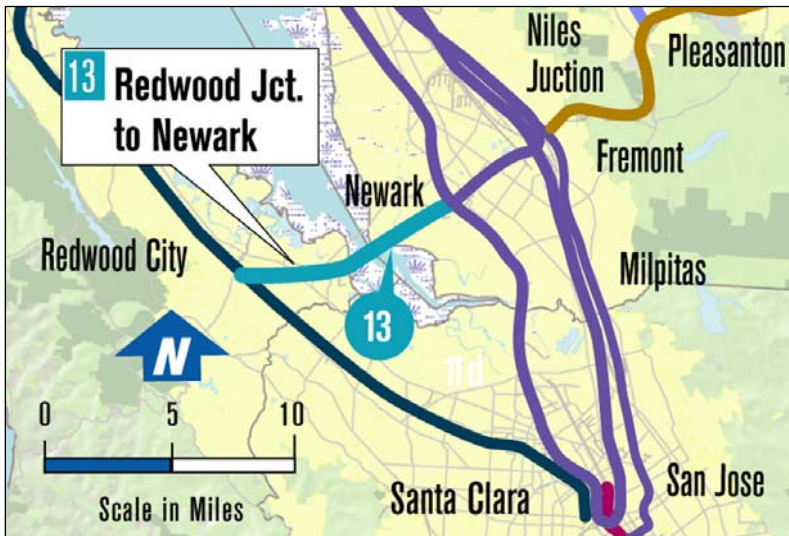 13 Redwood Jct.
to Newark
Niles
Juction
Pleasanton
Fremont
Newark
Redwood City
Milpitas
13
N
11d
0 5 10
Scale in Miles
Santa Clara
San Jose